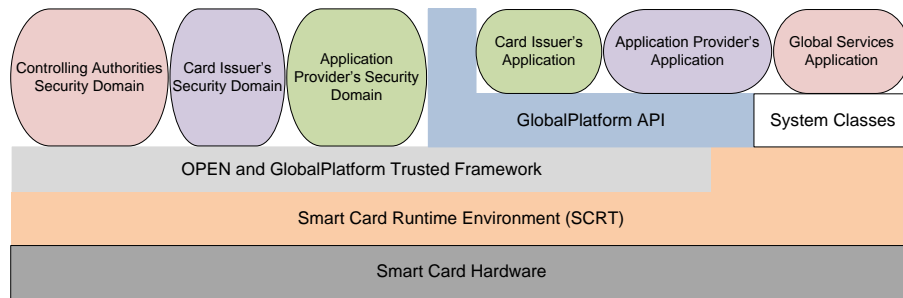 Controlling Authorities
Security Domain
Card Issuer's
Security Domain
Application
Provider's Security
Domain
Card Issuer's
Application
Application Provider's
Application
Global Services
Application
GlobalPlatform API
System Classes
OPEN and GlobalPlatform Trusted Framework
Smart Card Runtime Environment (SCRT)
Smart Card Hardware